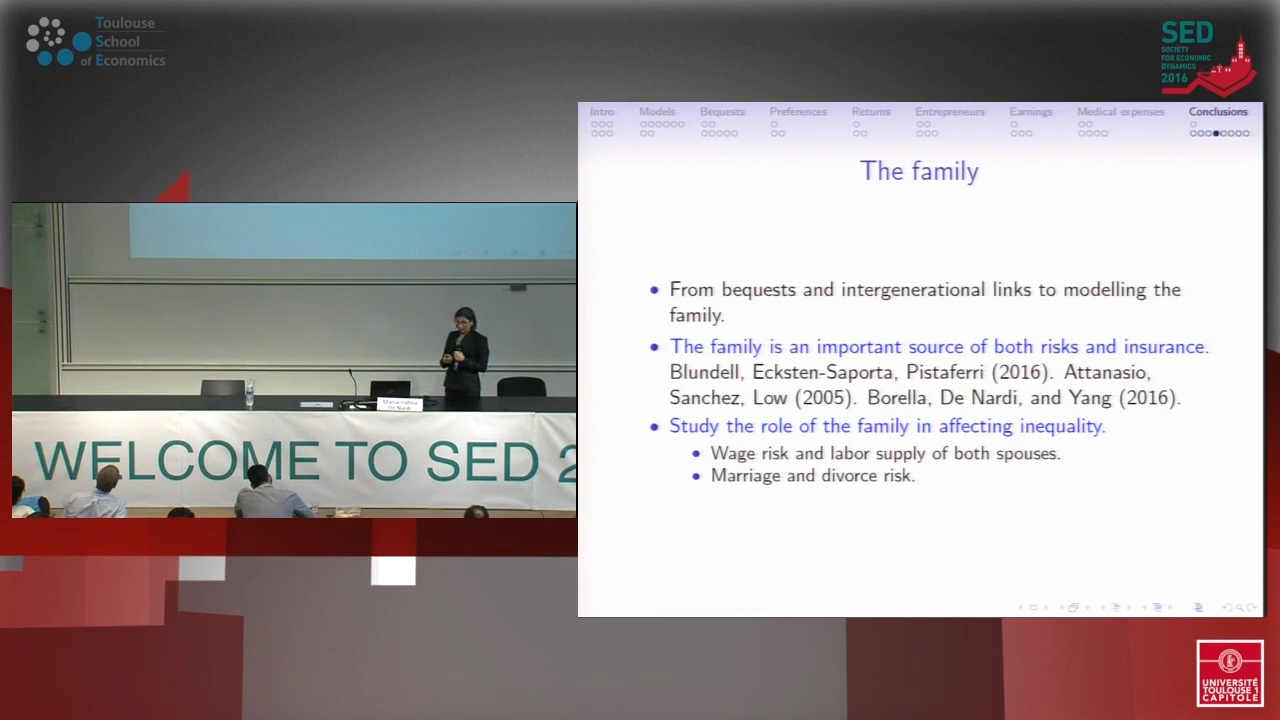 Toulouse
School
of Economics
SED
SOCIETY
FOR ECONOMIC
DYNAMICS
2016
Intro Models Bequests Preferences Returns Entrepreneurs Earnings Medical expenses Conclusions
The family
From bequests and intergenerational links to modelling the
family.
The family is an important source of both risks and insurance.
Blundell, Ecksten-Saporta, Pistaferri (2016). Attanasio,
Sanchez, Low (2005). Borella, De Nardi, and Yang (2016).
Study the role of the family in affecting inequality.
Wage risk and labor supply of both spouses.
Marriage and divorce risk.
Mariacristina
De Nardi
WELCOME TO SED 2
UNIVERSITÉ
TOULOUSE 1
CAPITOLE